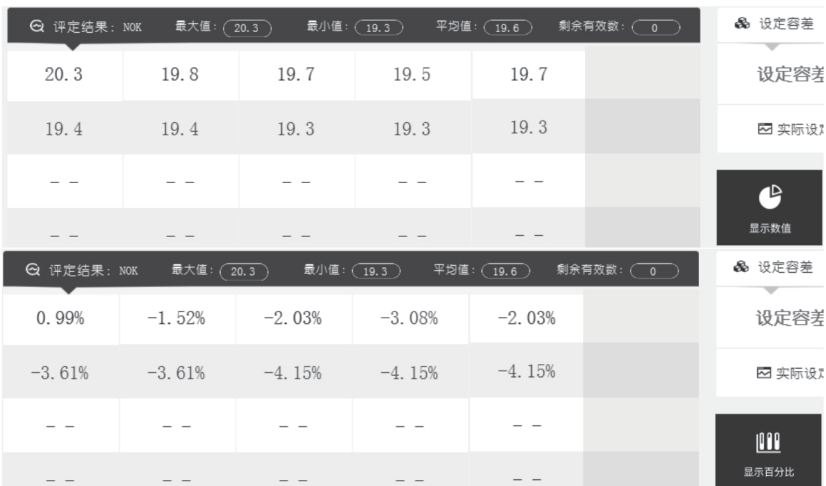 评定结果: NOK 最大值: 20.3 最小值: 19.3 平均值: 19.6 剩余有效数: 0 设定容差
20.3 19.8 19.7 19.5 19.7 设定容差
19.4 19.4 19.3 19.3 19.3 实际设
-- -- -- -- --
显示数值
-- -- -- -- --
评定结果: NOK 最大值: 20.3 最小值: 19.3 平均值: 19.6 剩余有效数: 0 设定容差
0.99% -1.52% -2.03% -3.08% -2.03% 设定容差
-3.61% -3.61% -4.15% -4.15% -4.15% 实际设
-- -- -- -- --
显示百分比
-- -- -- -- --